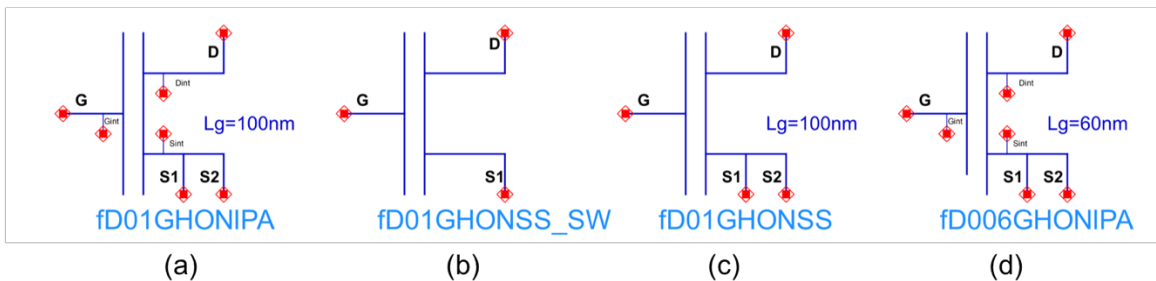 D
G
Dint
Gint
Lg=100nm
Sint
S1 S2
fD01GHONIPA
(a)
D
G
S1
fD01GHONSS_SW
(b)
D
G
Lg=100nm
S1 S2
fD01GHONSS
(c)
D
G
Dint
Gint
Lg=60nm
Sint
S1 S2
fD006GHONIPA
(d)